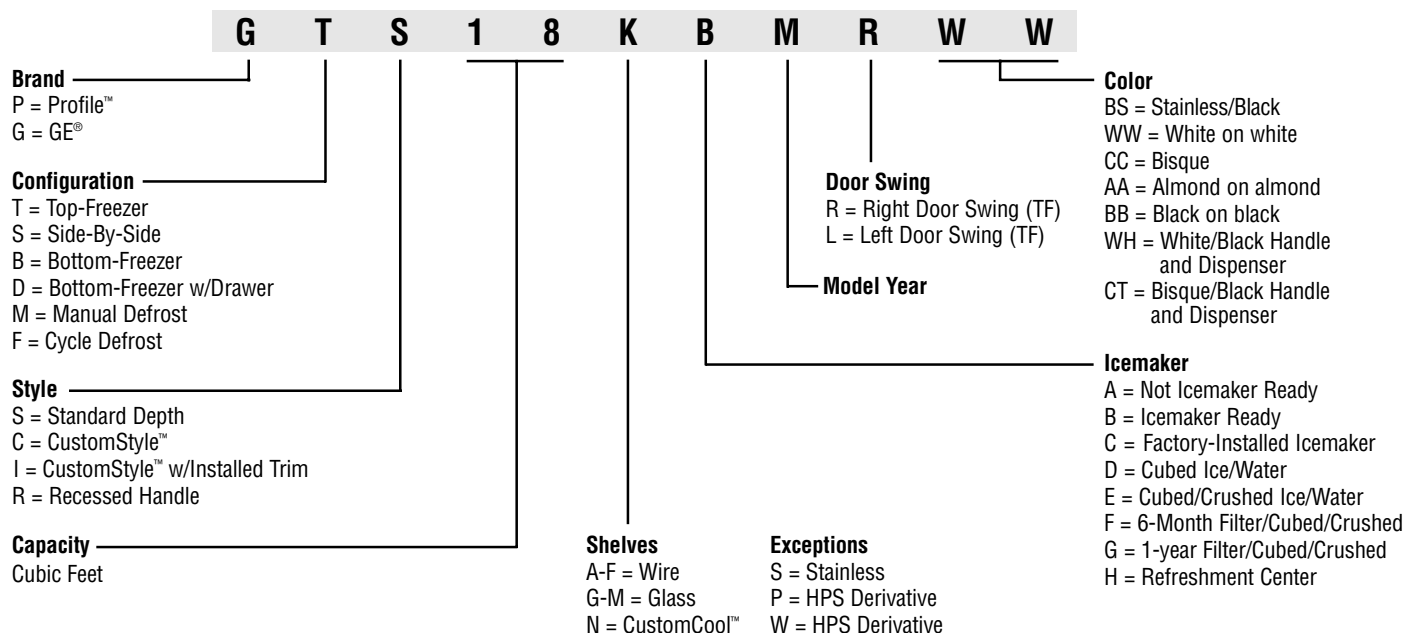 G T S 1 8 K B M R W W
Brand
P = Profile™
G = GE®
Configuration
T = Top-Freezer
S = Side-By-Side
B = Bottom-Freezer
D = Bottom-Freezer w/Drawer
M = Manual Defrost
F = Cycle Defrost
Style
S = Standard Depth
C = CustomStyle™
I = CustomStyle™ w/Installed Trim
R = Recessed Handle
Capacity
Cubic Feet
Shelves
A-F = Wire
G-M = Glass
N = CustomCool™
Exceptions
S = Stainless
P = HPS Derivative
W = HPS Derivative
Door Swing
R = Right Door Swing (TF)
L = Left Door Swing (TF)
Model Year
Color
BS = Stainless/Black
WW = White on white
CC = Bisque
AA = Almond on almond
BB = Black on black
WH = White/Black Handle
and Dispenser
CT = Bisque/Black Handle
and Dispenser
Icemaker
A = Not Icemaker Ready
B = Icemaker Ready
C = Factory-Installed Icemaker
D = Cubed Ice/Water
E = Cubed/Crushed Ice/Water
F = 6-Month Filter/Cubed/Crushed
G = 1-year Filter/Cubed/Crushed
H = Refreshment Center